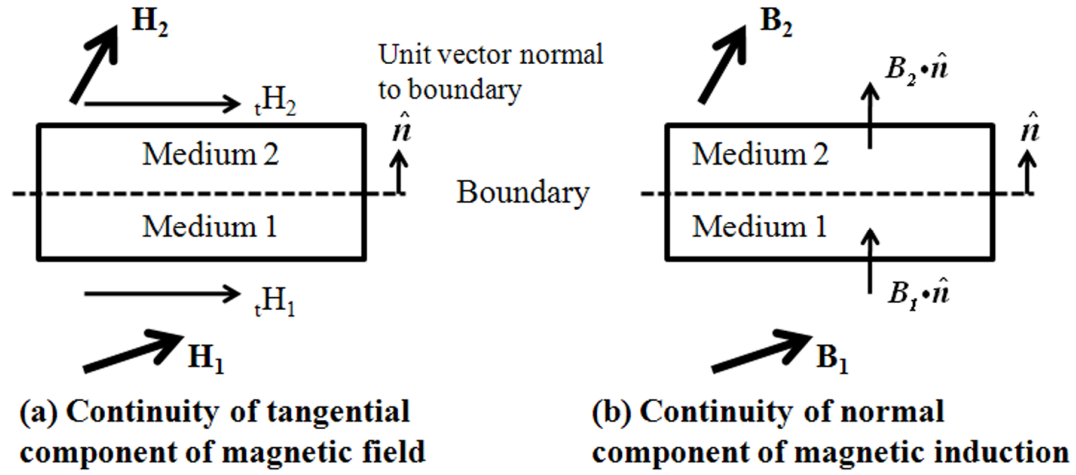 H₂
Unit vector normal
to boundary
ₜH₂
n̂
Medium 2
Boundary
Medium 1
ₜH₁
H₁
(a) Continuity of tangential
component of magnetic field
B₂
B₂•n̂
n̂
Medium 2
Medium 1
B₁•n̂
B₁
(b) Continuity of normal
component of magnetic induction